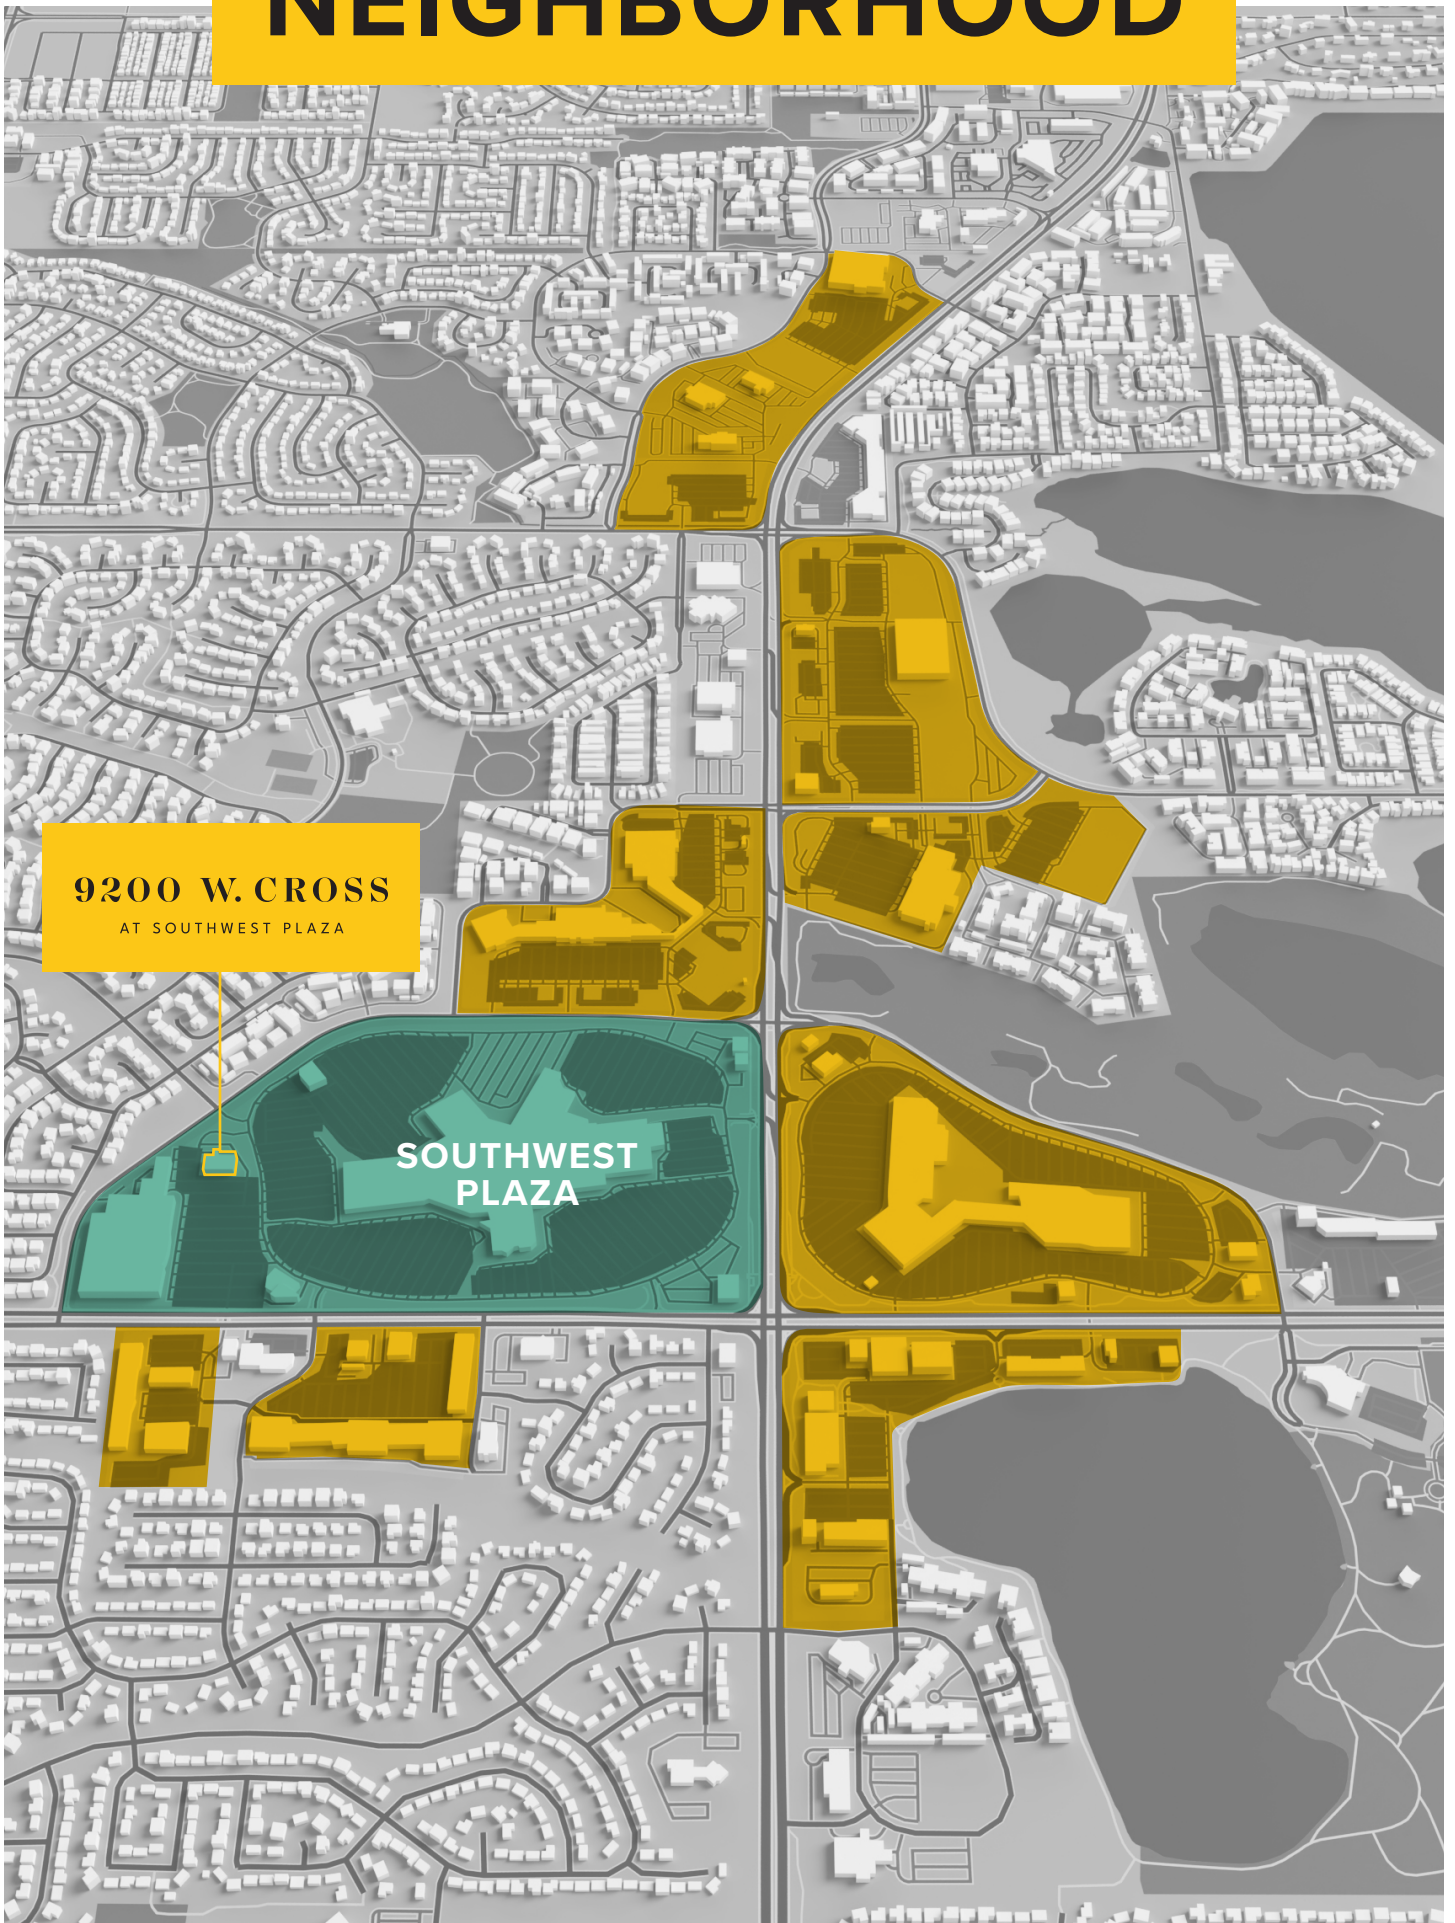 NEIGHBORHOOD
9200 W. CROSS
AT SOUTHWEST PLAZA
SOUTHWEST
PLAZA